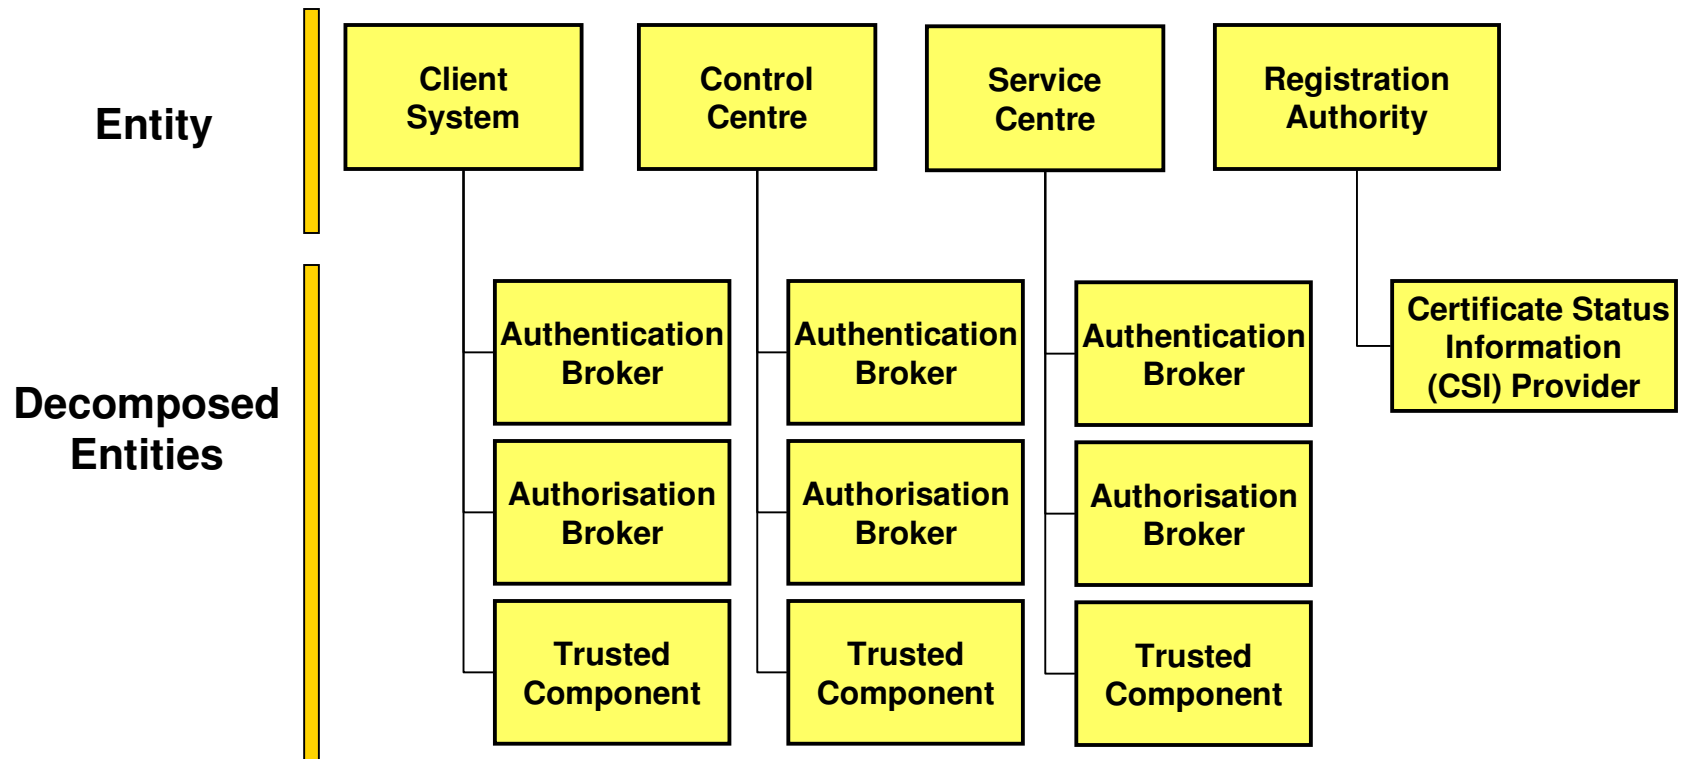 Entity
Client
System
Control
Centre
Service
Centre
Registration
Authority
Decomposed
Entities
Authentication
Broker
Authorisation
Broker
Trusted
Component
Authentication
Broker
Authorisation
Broker
Trusted
Component
Authentication
Broker
Authorisation
Broker
Trusted
Component
Certificate Status
Information
(CSI) Provider